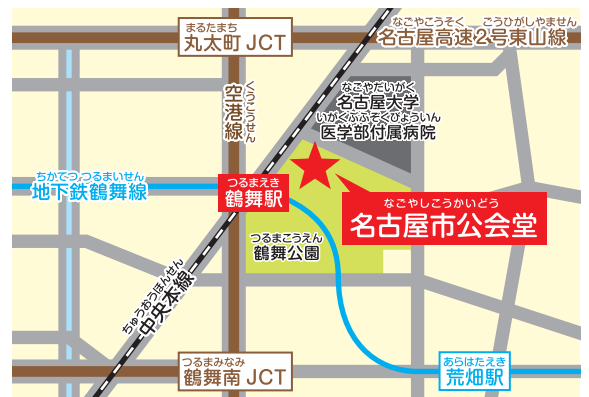 まるたまち
丸太町JCT
なごやこうそく ごうひがしやません
名古屋高速2号東山線
くうこうせん
空港線
なごやだいがく
名古屋大学
いがくぶふぞくびょういん
医学部付属病院
ちかてつ つるまいせん
地下鉄鶴舞線
つるまえき
鶴舞駅
なごやしこうかいどう
名古屋市公会堂
つるまこうえん
鶴舞公園
ちゅうおうほんせん
中央本線
つるまみなみ
鶴舞南JCT
あらはたえき
荒畑駅